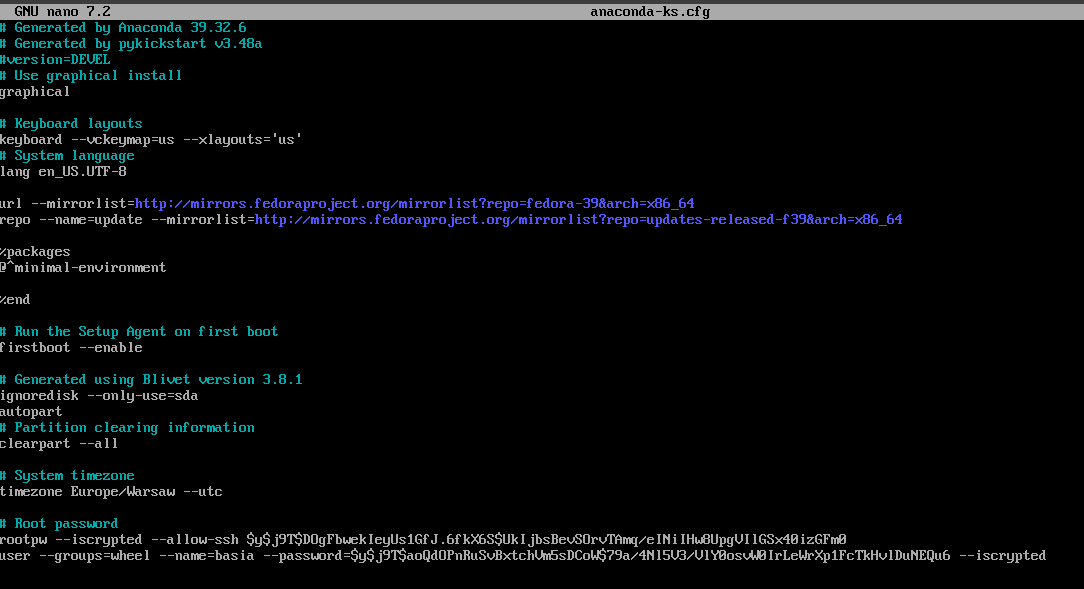 GNU nano 7.2 anaconda-ks.cfg
# Generated by Anaconda 39.32.6
# Generated by pykickstart v3.48a
#version=DEVEL
# Use graphical install
graphical
# Keyboard layouts
keyboard --vckeymap=us --xlayouts='us'
# System language
lang en_US.UTF-8
url --mirrorlist=http://mirrors.fedoraproject.org/mirrorlist?repo=fedora-39&arch=x86_64
repo --name=update --mirrorlist=http://mirrors.fedoraproject.org/mirrorlist?repo=updates-released-f39&arch=x86_64
%packages
@^minimal-environment
%end
# Run the Setup Agent on first boot
firstboot --enable
# Generated using Blivet version 3.8.1
ignoredisk --only-use=sda
autopart
# Partition clearing information
clearpart --all
# System timezone
timezone Europe/Warsaw --utc
# Root password
rootpw --iscrypted --allow-ssh $y$j9T$DOgFbwekIeyUs1GfJ.6fkX6S$UkIjbsBevSOrvTAmq/eINiIHw8UpgVIlGSx40izGFm0
user --groups=wheel --name=basia --password=$y$j9T$aoQdOPnRuSvBxtchVm5sDCoW$79a/4Nl5V3/VlY0osvW0IrLeWrXp1FcTkHvlDuNEQu6 --iscrypted